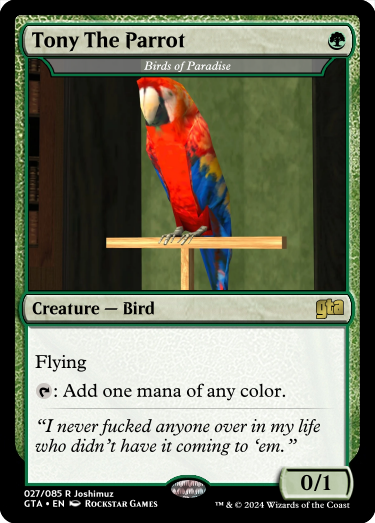 Tony The Parrot
Birds of Paradise
Creature — Bird
gta
Flying
: Add one mana of any color.
“I never fucked anyone over in my life
who didn’t have it coming to ‘em.”
0/1
027/085 R Joshimuz
GTA • EN Rockstar Games
™ & © 2024 Wizards of the Coast